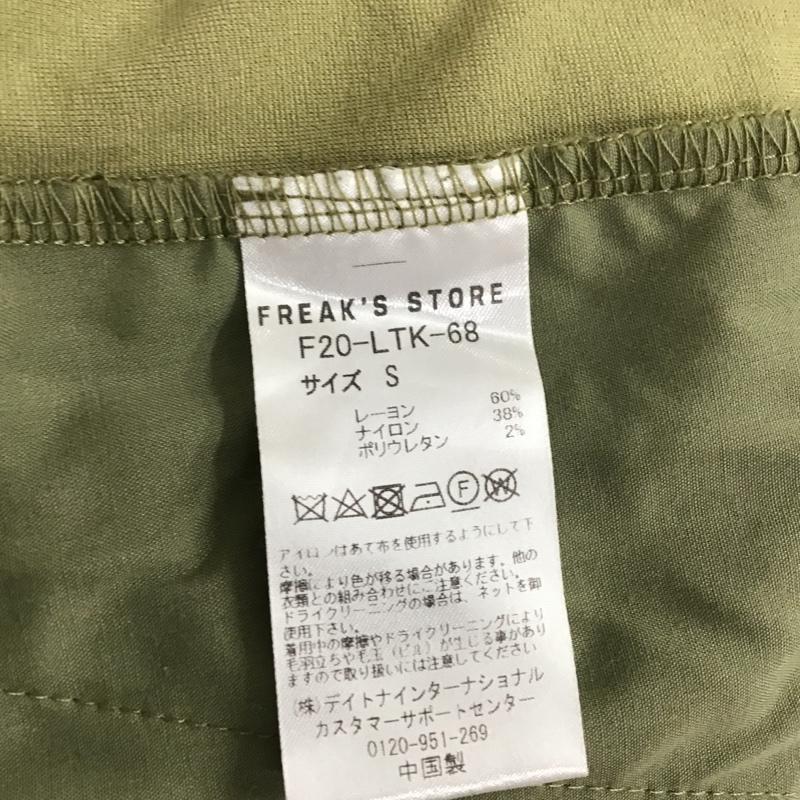 FREAK'S STORE
F20-LTK-68
サイズ S
レーヨン 60%
ナイロン 38%
ポリウレタン 2%
F W
アイロンはあて布を使用するようにして下
さい。
摩擦により色が移る場合があります。他の
衣類との組み合わせにご注意ください。
ドライクリーニングの場合は、ネットを御
使用下さい。
着用中の摩擦やドライクリーニングにより
毛羽立ちや毛玉(ピル)が生じる事があり
ますので取り扱いには注意してください
(株)デイトナインターナショナル
カスタマーサポートセンター
0120-951-269
中国製